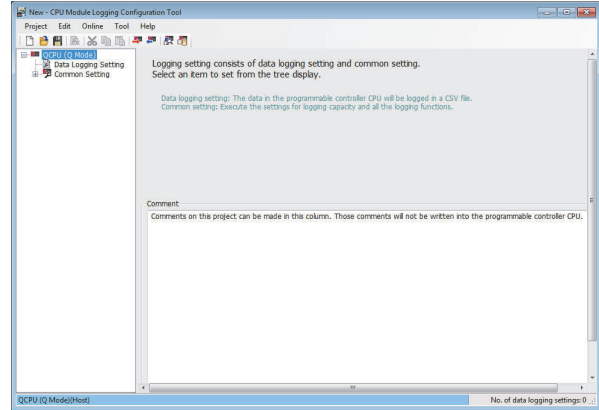 New - CPU Module Logging Configuration Tool
Project Edit Online Tool Help
QCPU (Q Mode)
Data Logging Setting
Common Setting
Logging setting consists of data logging setting and common setting.
Select an item to set from the tree display.
Data logging setting: The data in the programmable controller CPU will be logged in a CSV file.
Common setting: Execute the settings for logging capacity and all the logging functions.
Comment
Comments on this project can be made in this column. Those comments will not be written into the programmable controller CPU.
QCPU (Q Mode)(Host)
No. of data logging settings: 0